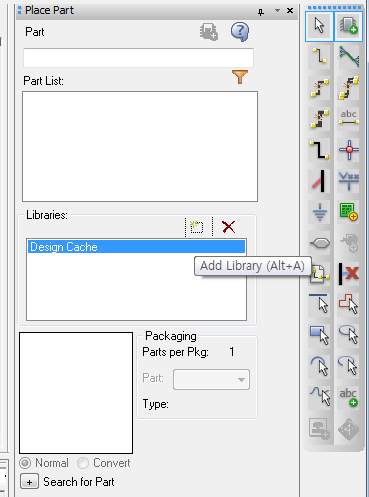 Place Part
Part
Part List:
Libraries:
Design Cache
Add Library (Alt+A)
Packaging
Parts per Pkg: 1
Part:
Type:
Normal Convert
Search for Part
abc
abc